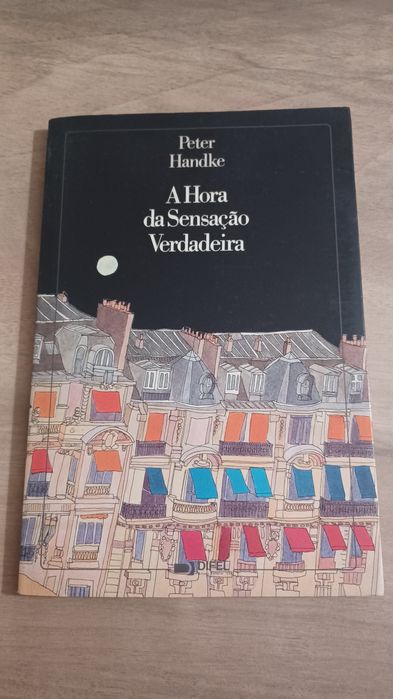 Peter
Handke
A Hora
da Sensação
Verdadeira
DIFEL